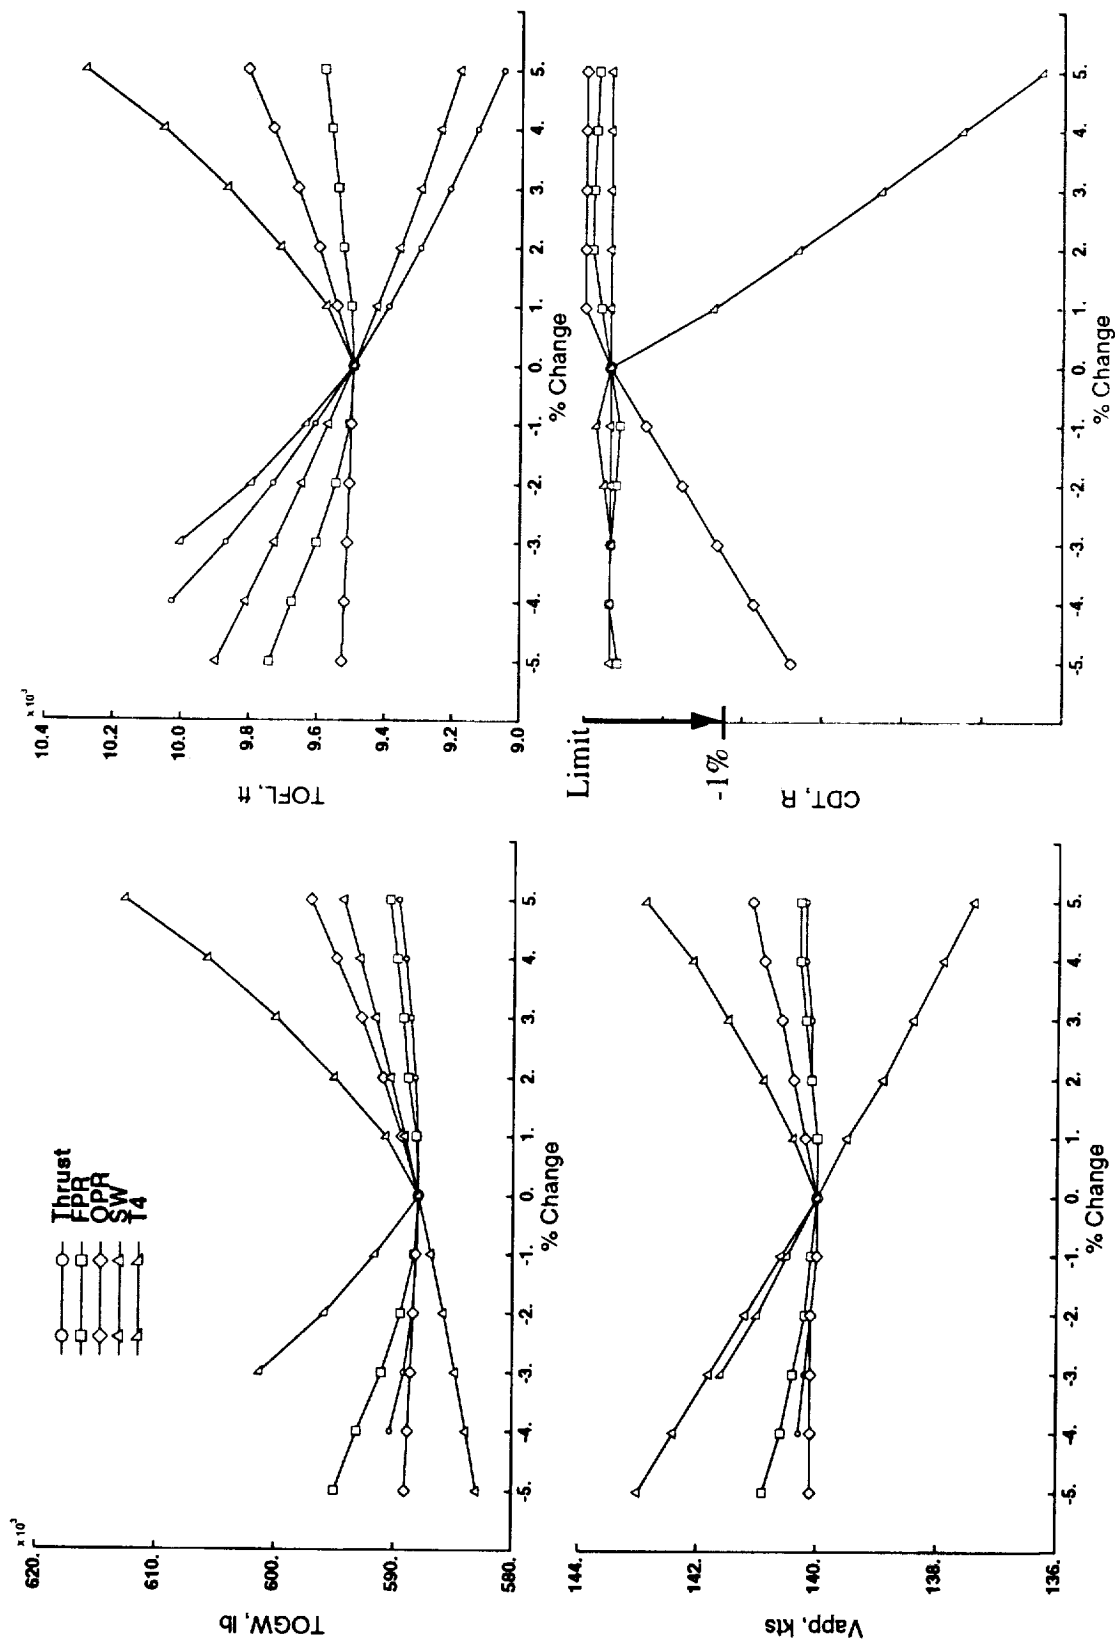 Thrust
FPR
OPR
SW
T4
x 10³
620.
610.
600.
590.
580.
TOGW, lb
-5. -4. -3. -2. -1. 0. 1. 2. 3. 4. 5.
% Change
x 10³
10.4
10.2
10.0
9.8
9.6
9.4
9.2
9.0
TOFL, ft
-5. -4. -3. -2. -1. 0. 1. 2. 3. 4. 5.
% Change
144.
142.
140.
138.
136.
Vapp, kts
-5. -4. -3. -2. -1. 0. 1. 2. 3. 4. 5.
% Change
Limit
-1%
CDT, R
-5. -4. -3. -2. -1. 0. 1. 2. 3. 4. 5.
% Change